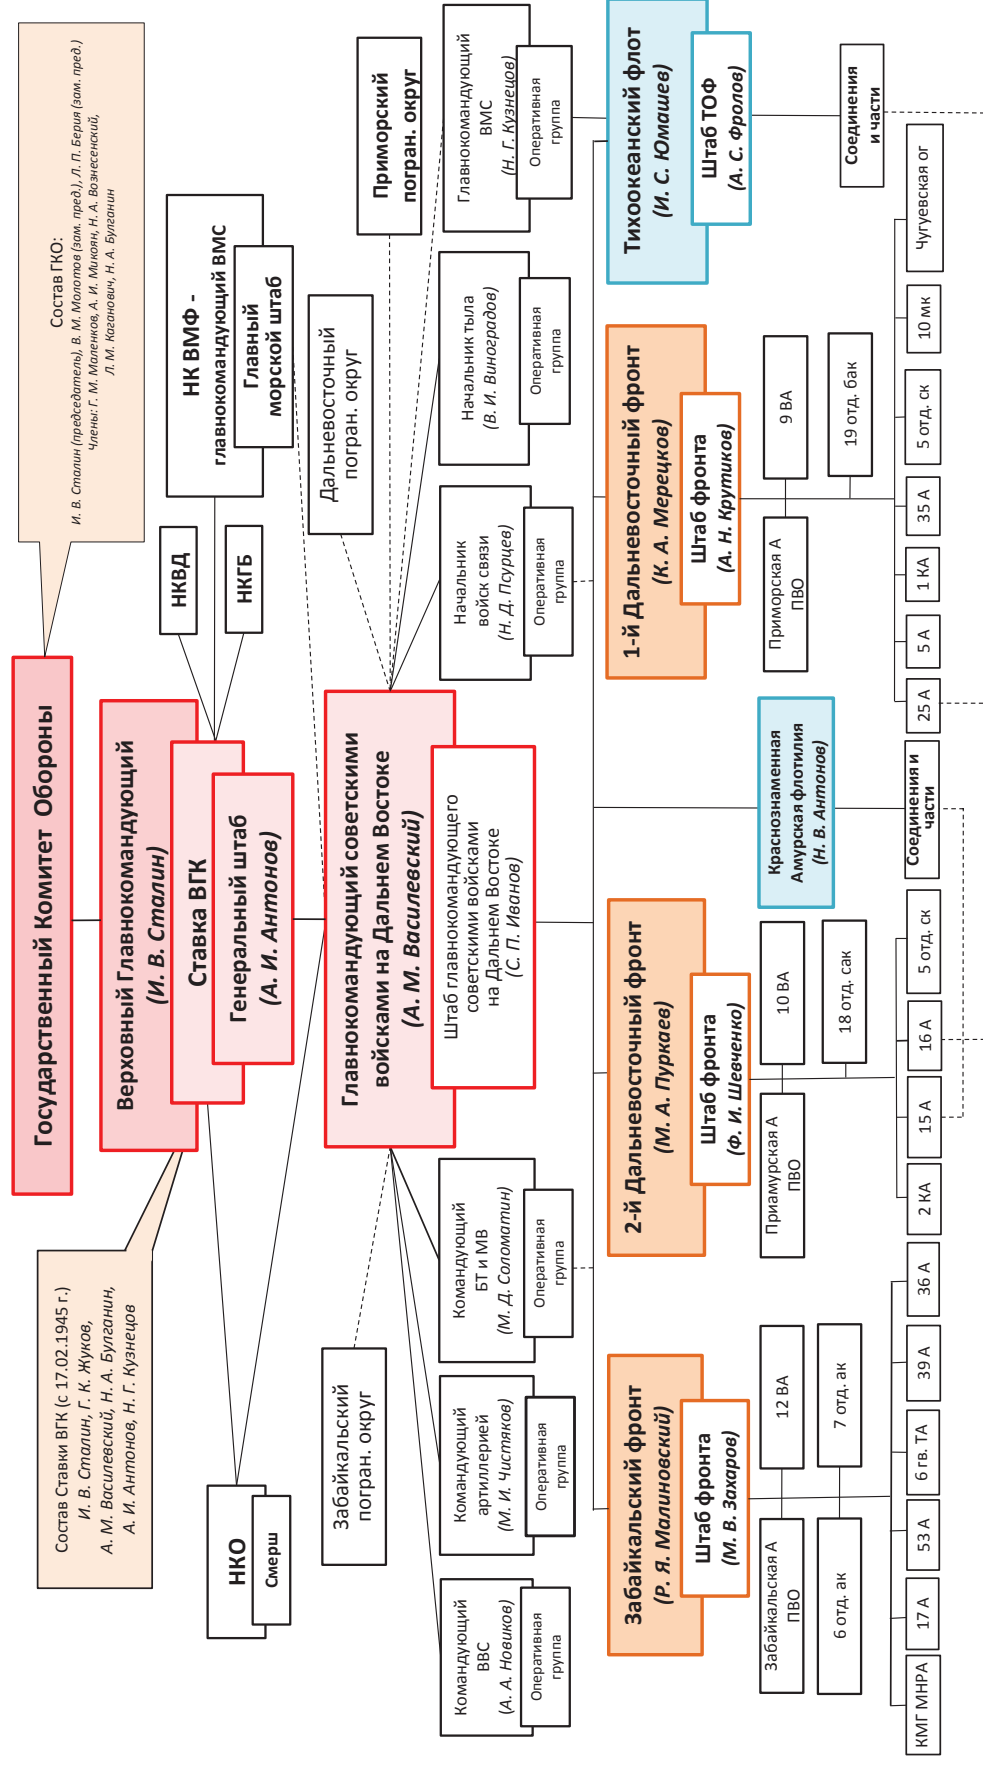 Состав ГКО:
И. В. Сталин (председатель), В. М. Молотов (зам. пред.), Л. П. Берия (зам. пред.)
Члены: Г. М. Маленков, А. И. Микоян, Н. А. Вознесенский,
Л. М. Каганович, Н. А. Булганин
Государственный Комитет Обороны
Состав Ставки ВГК (с 17.02.1945 г.)
И. В. Сталин, Г. К. Жуков,
А. М. Василевский, Н. А. Булганин,
А. И. Антонов, Н. Г. Кузнецов
Верховный Главнокомандующий
(И. В. Сталин)
Ставка ВГК
Генеральный штаб
(А. И. Антонов)
НКВД
НКГБ
НК ВМФ -
главнокомандующий ВМС
Главный
морской штаб
НКО
Смерш
Забайкальский
погран. округ
Главнокомандующий советскими
войсками на Дальнем Востоке
(А. М. Василевский)
Штаб главнокомандующего
советскими войсками
на Дальнем Востоке
(С. П. Иванов)
Дальневосточный
погран. округ
Приморский
погран. округ
Командующий
ВВС
(А. А. Новиков)
Оперативная
группа
Командующий
артиллерией
(М. И. Чистяков)
Оперативная
группа
Командующий
БТ и МВ
(М. Д. Соломатин)
Оперативная
группа
Начальник
войск связи
(Н. Д. Псурцев)
Оперативная
группа
Начальник тыла
(В. И. Виноградов)
Оперативная
группа
Главнокомандующий
ВМС
(Н. Г. Кузнецов)
Оперативная
группа
Забайкальский фронт
(Р. Я. Малиновский)
Штаб фронта
(М. В. Захаров)
Забайкальская А
ПВО
12 ВА
6 отд. ак
7 отд. ак
КМГ МНРА
17 А
53 А
6 гв. ТА
39 А
36 А
2-й Дальневосточный фронт
(М. А. Пуркаев)
Штаб фронта
(Ф. И. Шевченко)
Приамурская А
ПВО
10 ВА
18 отд. сак
2 КА
15 А
16 А
5 отд. ск
Краснознаменная
Амурская флотилия
(Н. В. Антонов)
Соединения и
части
1-й Дальневосточный фронт
(К. А. Мерецков)
Штаб фронта
(А. Н. Крутиков)
Приморская А
ПВО
9 ВА
19 отд. бак
25 А
5 А
1 КА
35 А
5 отд. ск
10 мк
Чугуевская ог
Тихоокеанский флот
(И. С. Юмашев)
Штаб ТОФ
(А. С. Фролов)
Соединения
и части